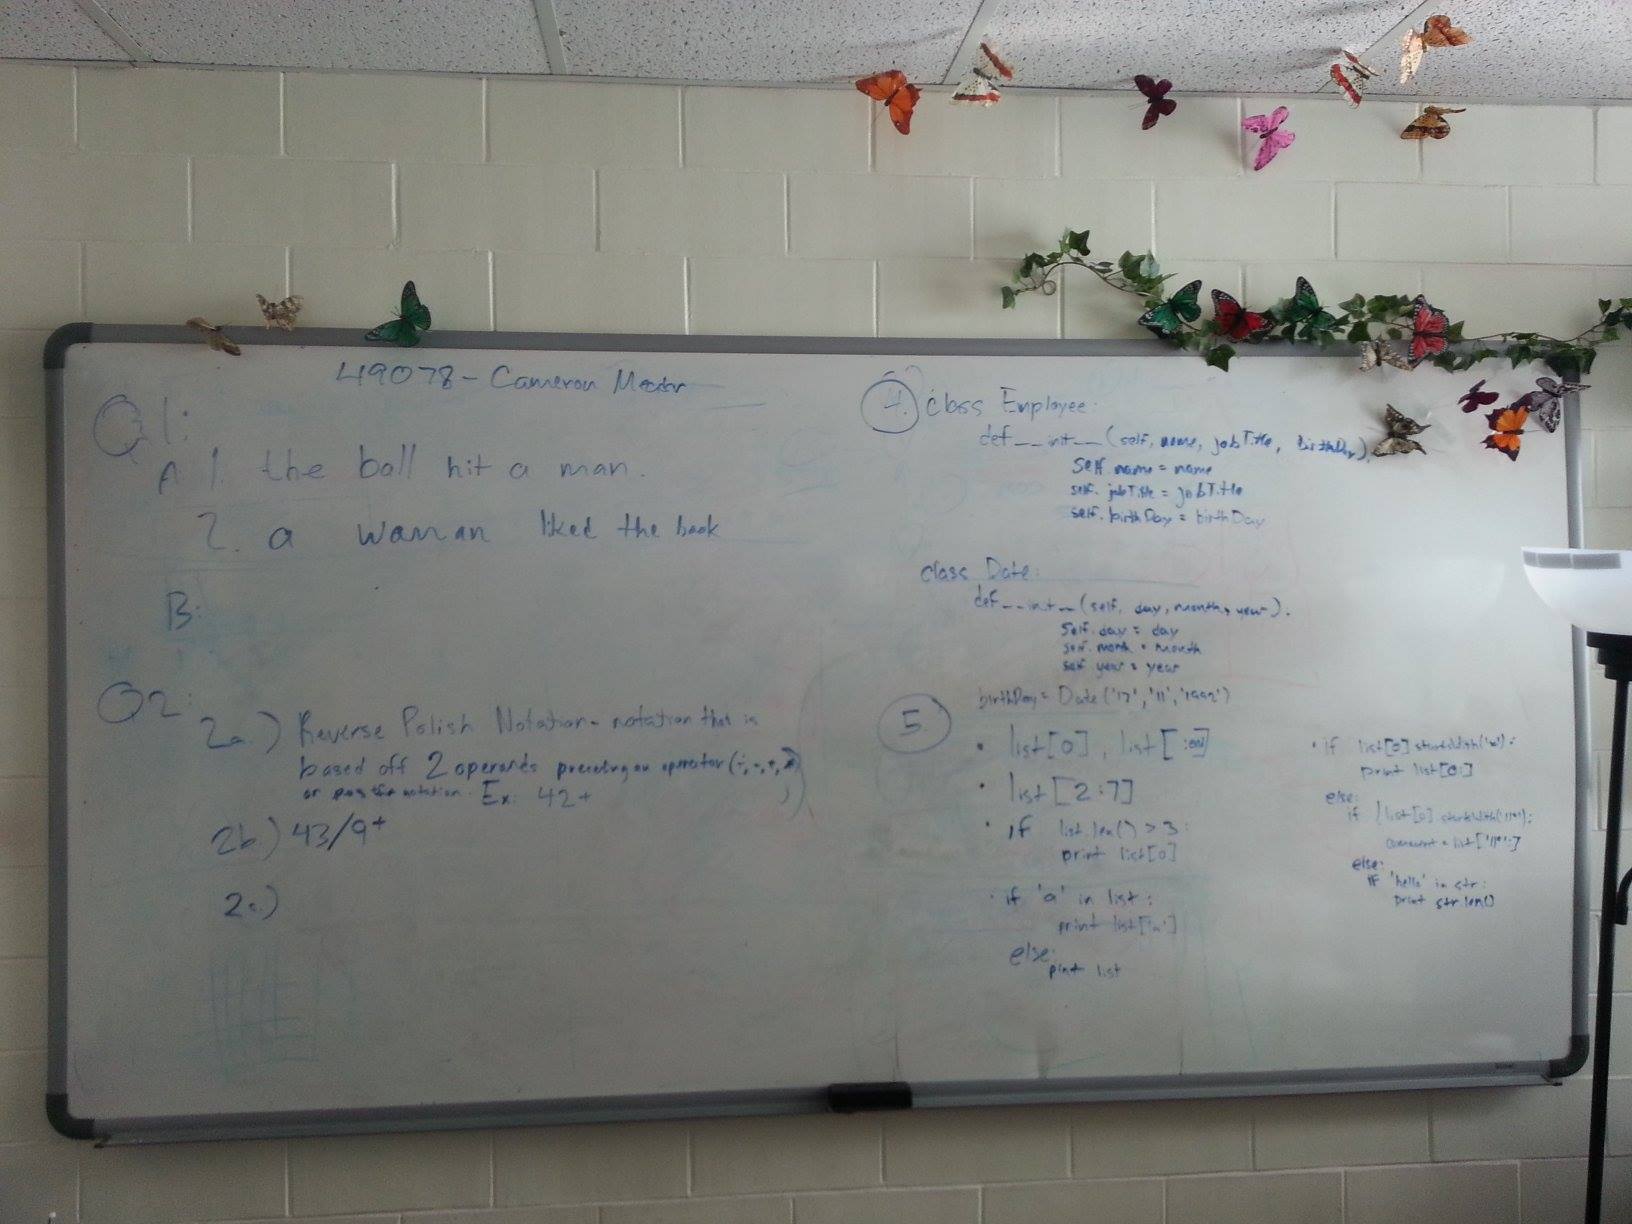 49078 - Cameron
Q1:
A 1. the ball hit a man.
2. a woman liked the book
B:
Q2:
2a.) Reverse Polish Notation - notation that is
based off 2 operands preceding an operator (÷,-,+,*)
or postfix notation. Ex: 42+
2b.) 43/9+
2c.)
4. class Employee:
def __init__(self, name, jobTitle, birthDay):
self.name = name
self.jobTitle = jobTitle
self.birthDay = birthDay
class Date:
def __init__(self, day, month, year):
self.day = day
self.month = month
self.year = year
birthDay = Date('17','11','1992')
5.
• list[0], list[:end]
• list[2:7]
• if list.len() > 3:
print list[0]
• if 'a' in list:
print list['a']
else:
print list
• if list[0].startsWith( ):
print list[0:]
else:
if list[0].startsWith( ):
comment = list[ :]
else:
if 'hello' in str:
print str.len()